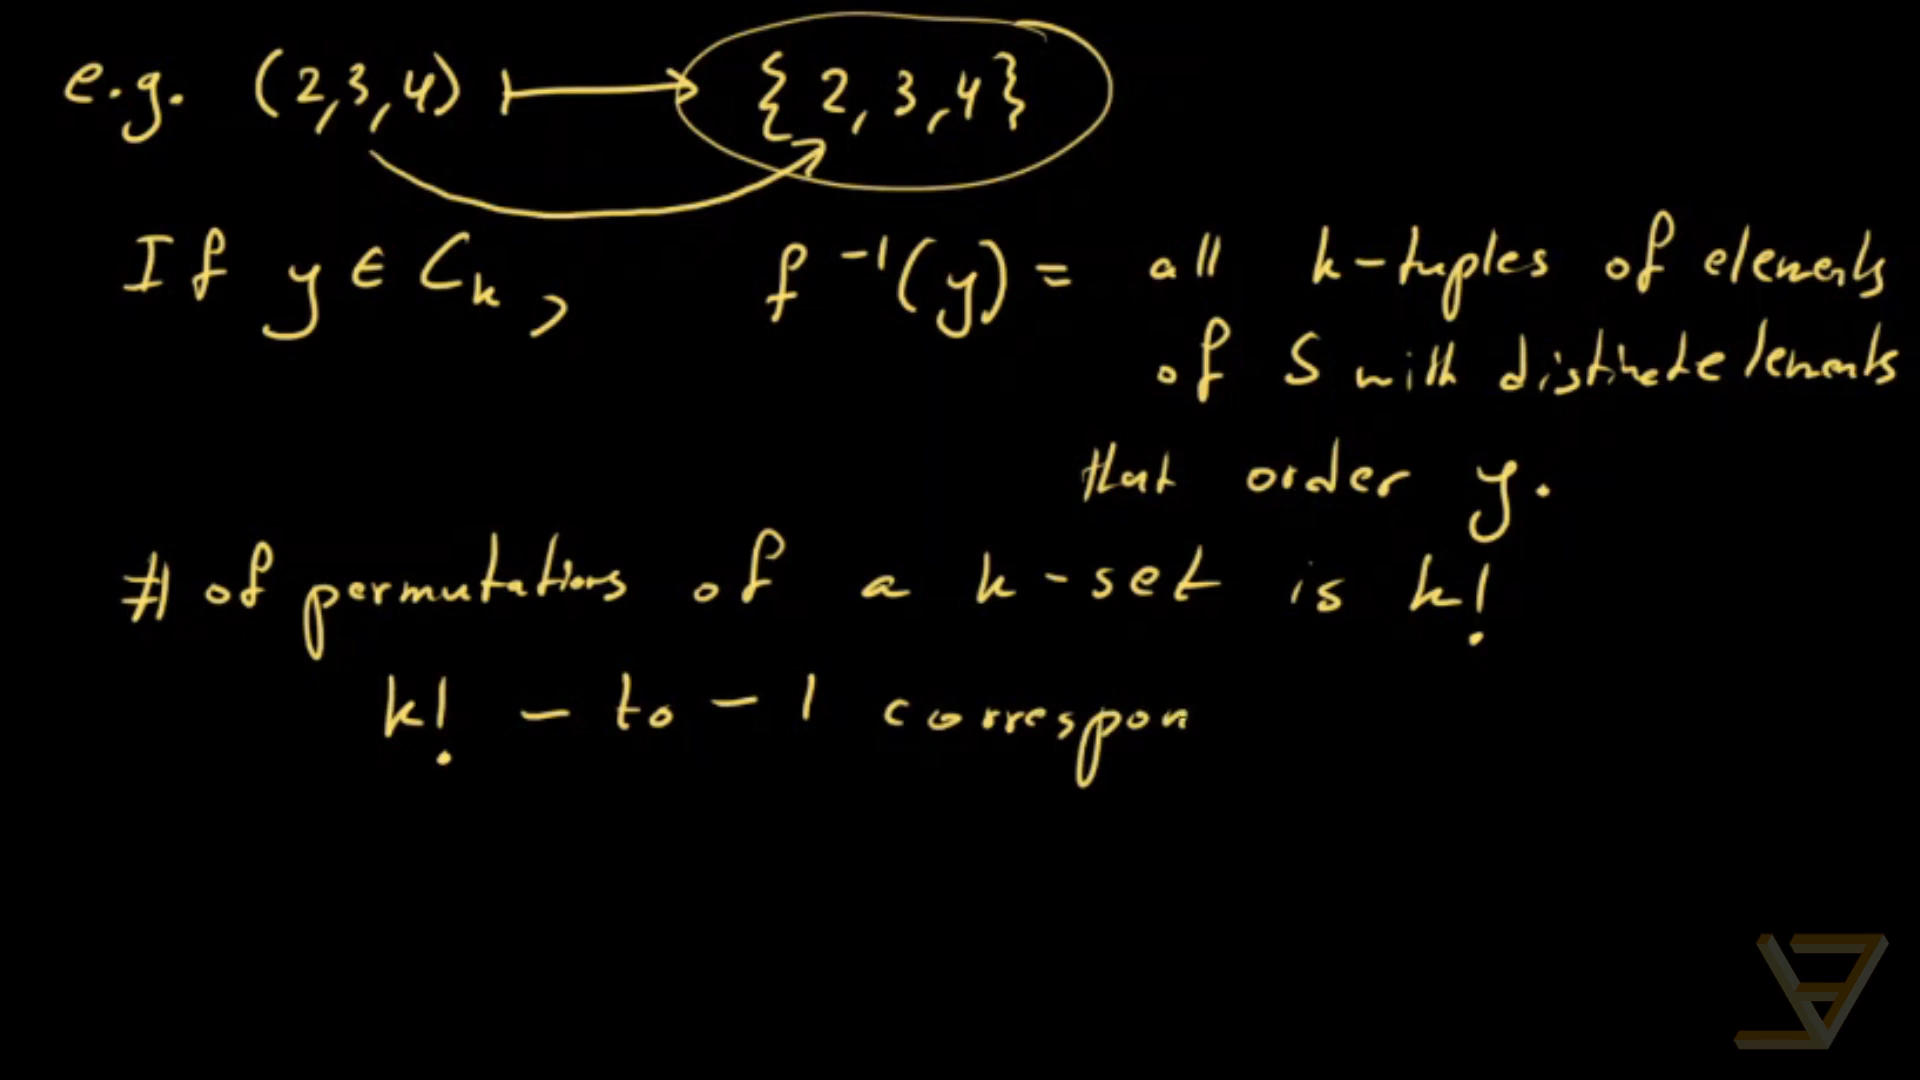 e.g. (2,3,4) ↦ {2,3,4}
If y ∈ Cₖ, f⁻¹(y) = all k-tuples of elements
of S with distinct elements
that order y.
# of permutations of a k-set is k!
k! - to - 1 correspon